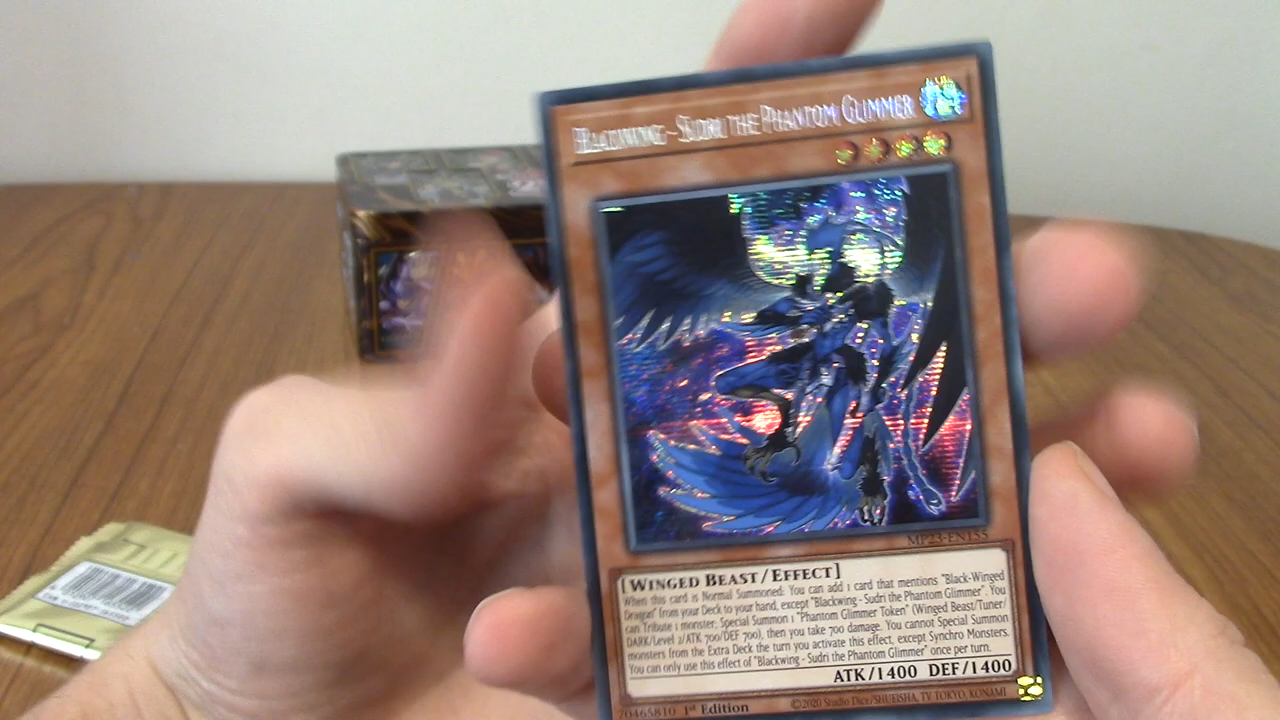 Blackwing - Sudri the Phantom Glimmer
MP23-EN155
[Winged Beast/Effect]
When this card is Normal Summoned: You can add 1 card that mentions "Black-Winged
Dragon" from your Deck to your hand, except "Blackwing - Sudri the Phantom Glimmer". You
can Tribute 1 monster; Special Summon 1 "Phantom Glimmer Token" (Winged Beast/Tuner/
DARK/Level 2/ATK 700/DEF 700), then you take 700 damage. You cannot Special Summon
monsters from the Extra Deck the turn you activate this effect, except Synchro Monsters.
You can only use this effect of "Blackwing - Sudri the Phantom Glimmer" once per turn.
ATK/1400 DEF/1400
70465810 1st Edition ©2020 Studio Dice/SHUEISHA, TV TOKYO, KONAMI